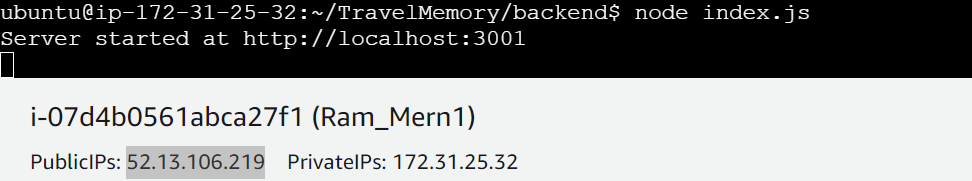 ubuntu@ip-172-31-25-32:~/TravelMemory/backend$ node index.js
Server started at http://localhost:3001
i-07d4b0561abca27f1 (Ram_Mern1)
PublicIPs: 52.13.106.219 PrivateIPs: 172.31.25.32